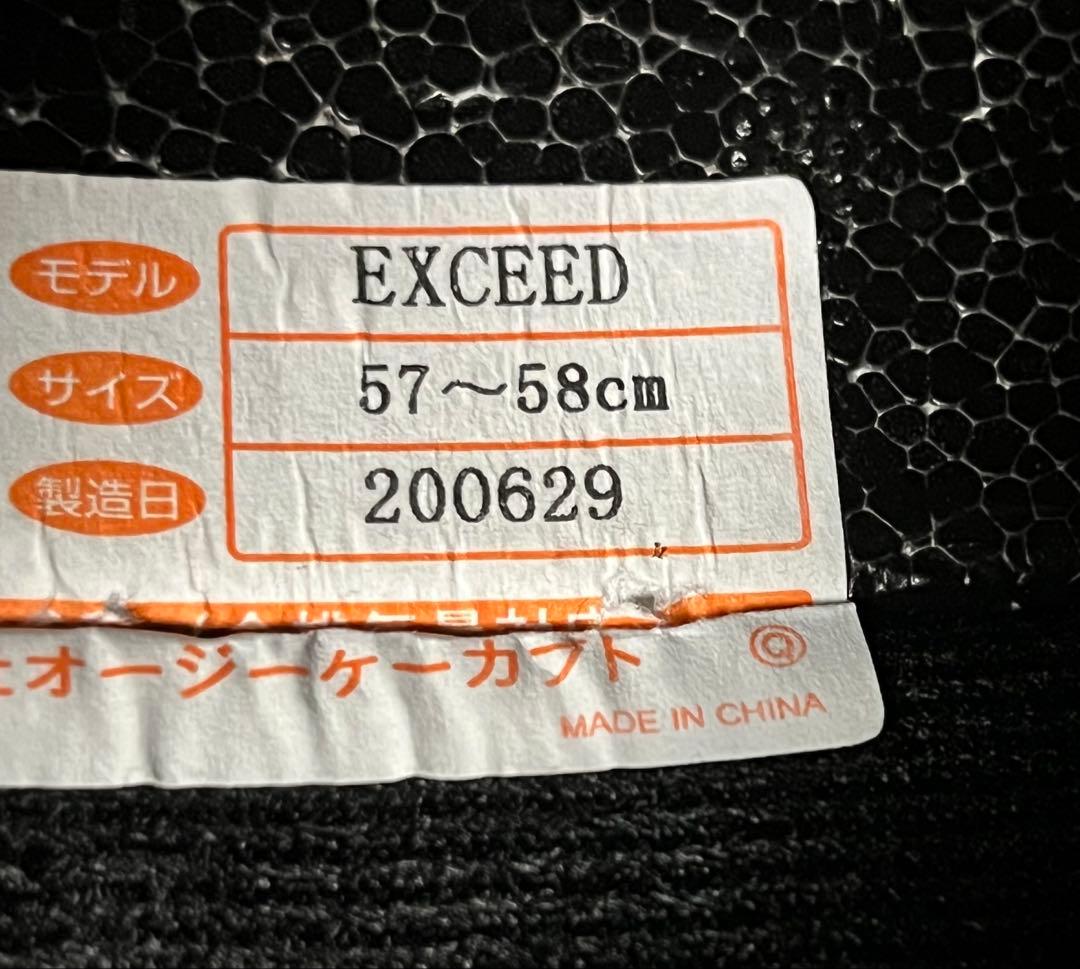 モデル EXCEED
サイズ 57〜58cm
製造日 200629
オージーケーカブト
MADE IN CHINA